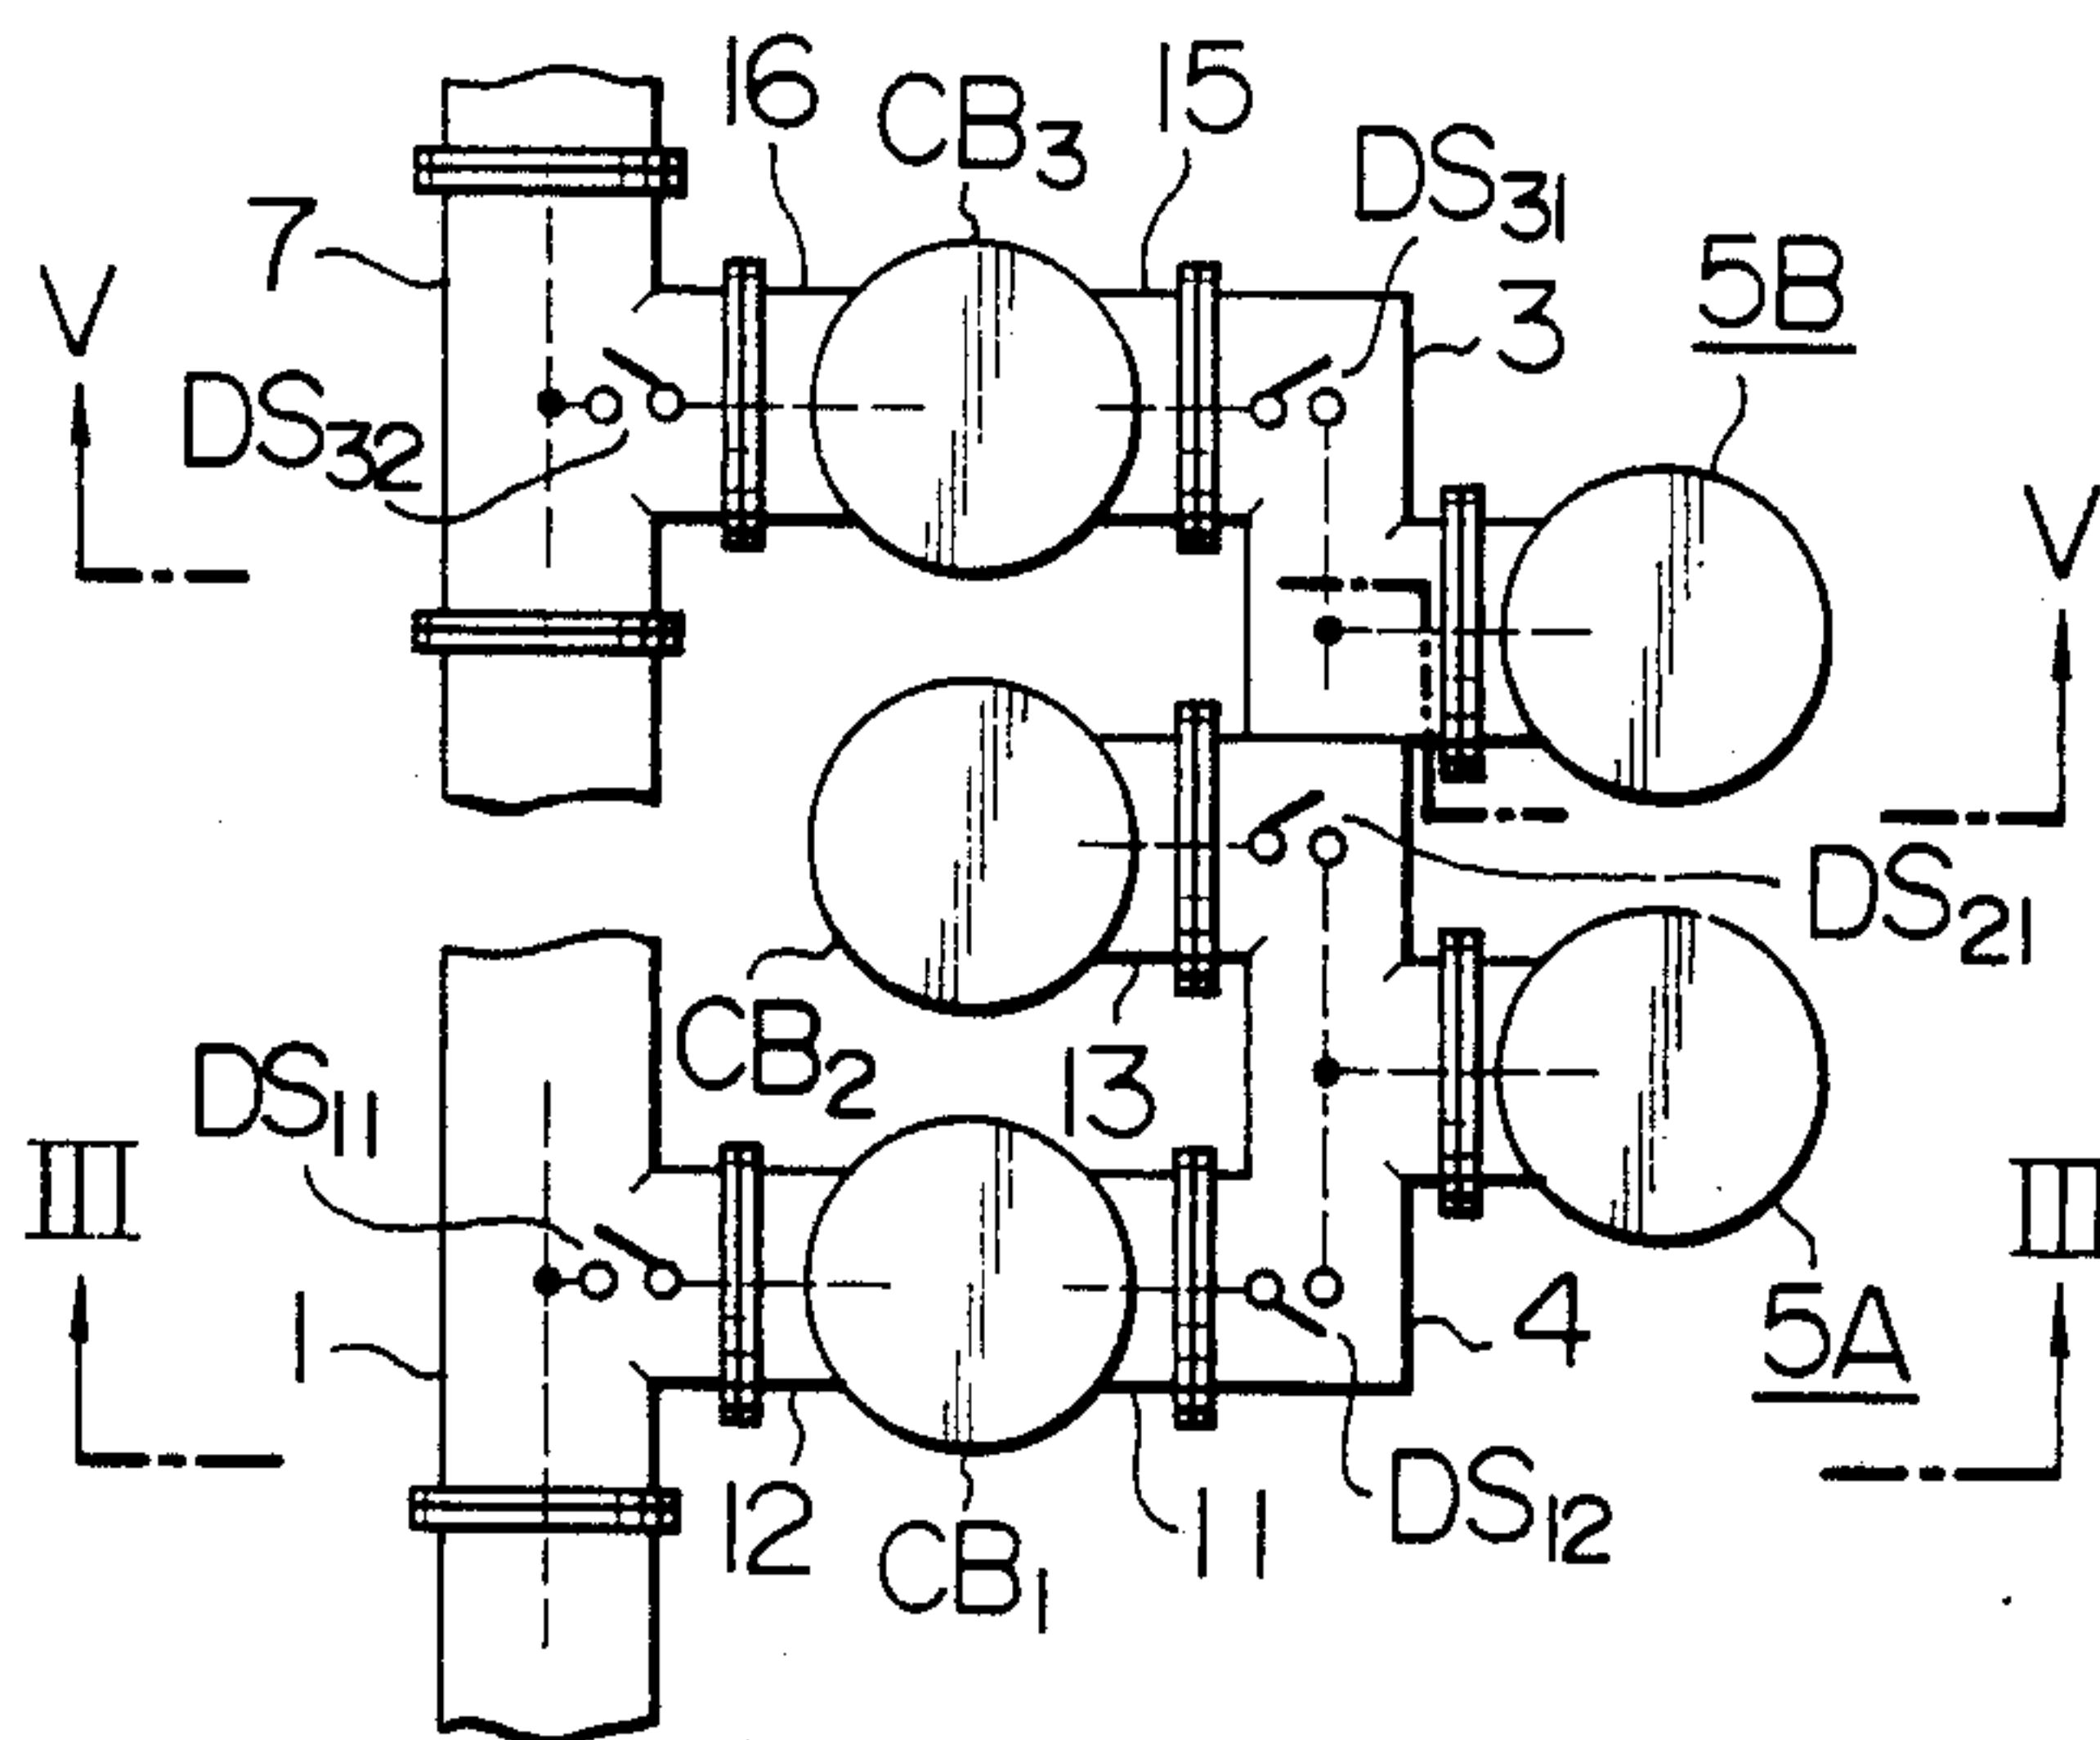 16 CB3 15
DS31
7 5B
V 3
DS32 V
DS21
CB2 13
DS11
III III
1 4 5A
12 11 DS12
CB1